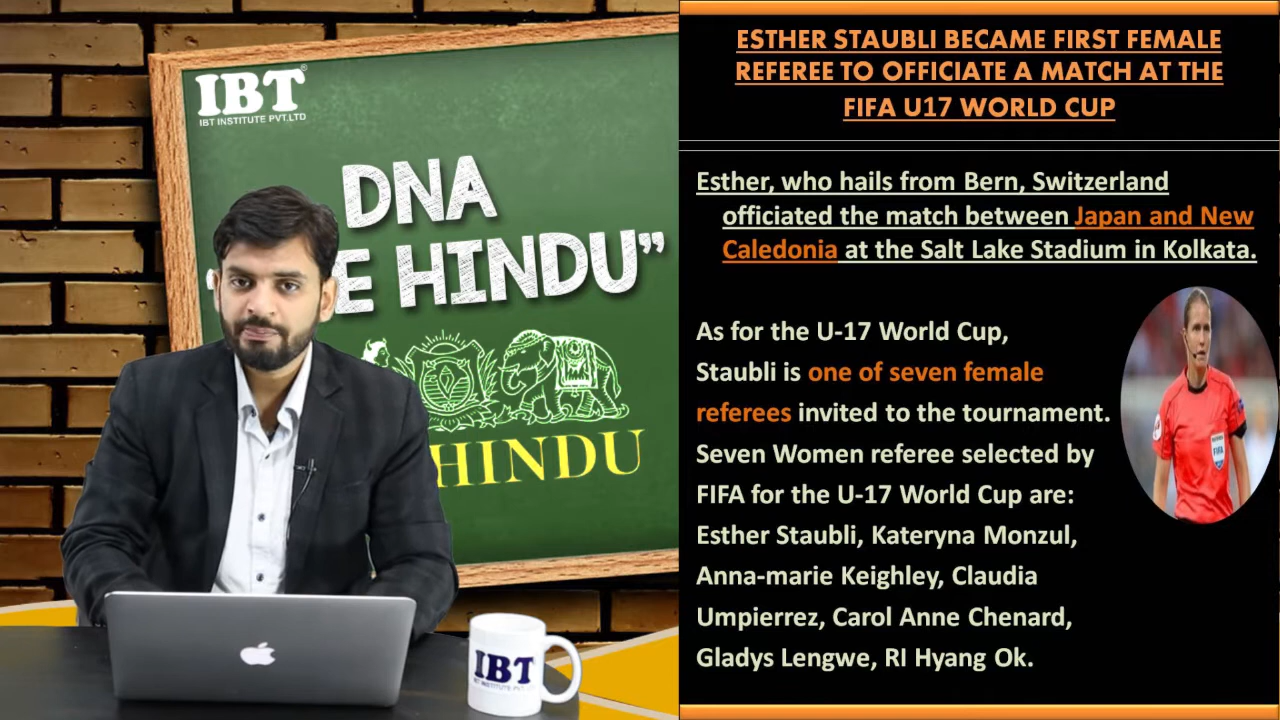 IBT
IBT INSTITUTE PVT.LTD
DNA
E HINDU”
HINDU
IBT
ESTHER STAUBLI BECAME FIRST FEMALE
REFEREE TO OFFICIATE A MATCH AT THE
FIFA U17 WORLD CUP
Esther, who hails from Bern, Switzerland
officiated the match between Japan and New
Caledonia at the Salt Lake Stadium in Kolkata.
As for the U-17 World Cup,
Staubli is one of seven female
referees invited to the tournament.
Seven Women referee selected by
FIFA for the U-17 World Cup are:
Esther Staubli, Kateryna Monzul,
Anna-marie Keighley, Claudia
Umpierrez, Carol Anne Chenard,
Gladys Lengwe, RI Hyang Ok.
FIFA